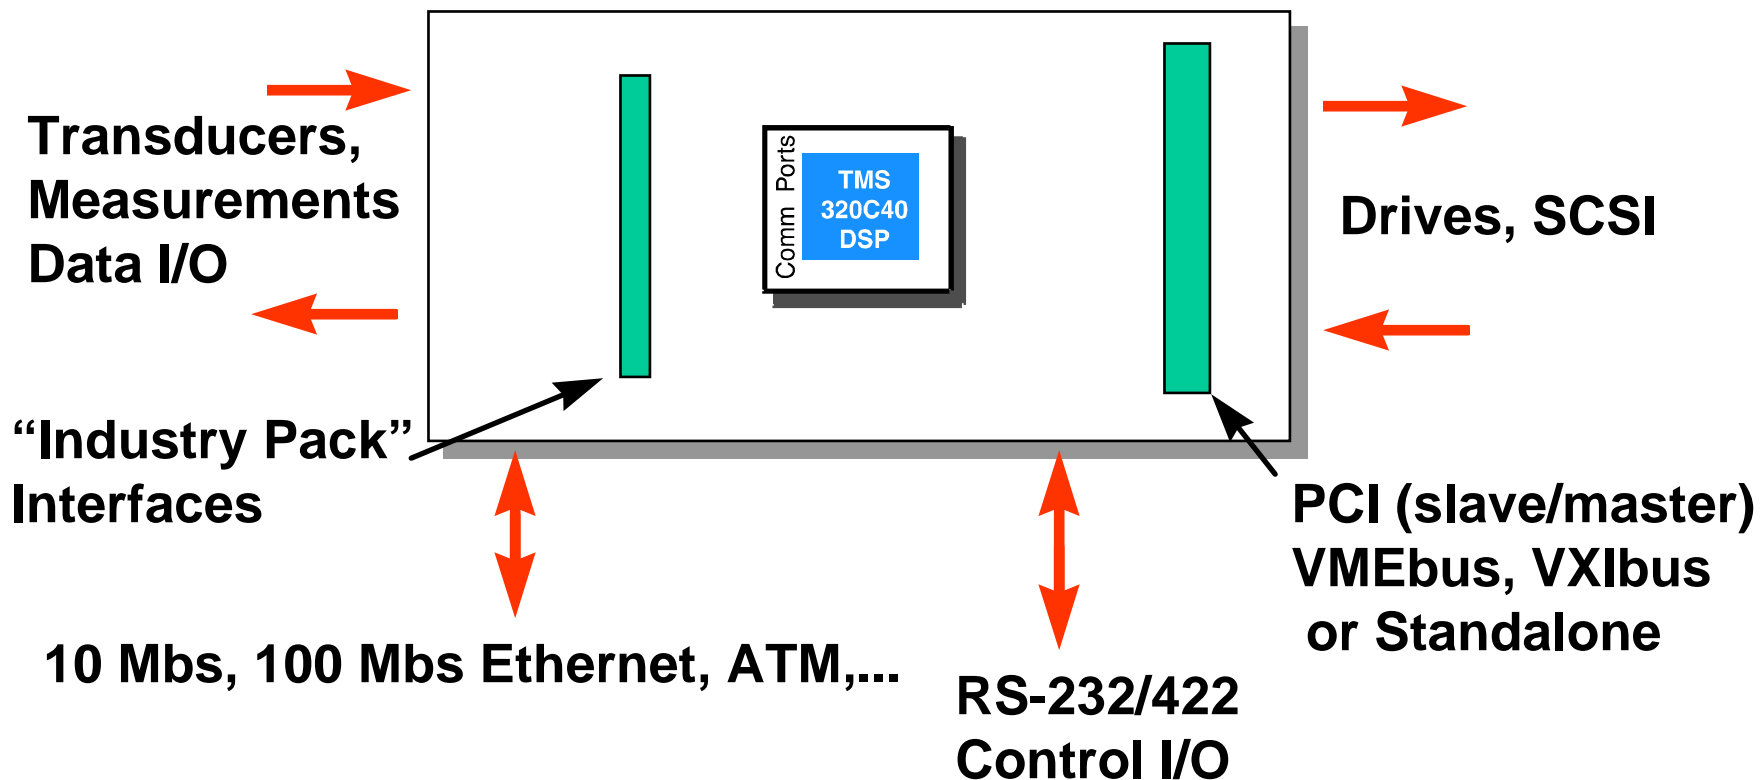 Transducers,
Measurements
Data I/O
Comm Ports
TMS
320C40
DSP
Drives, SCSI
“Industry Pack”
Interfaces
PCI (slave/master)
VMEbus, VXIbus
or Standalone
10 Mbs, 100 Mbs Ethernet, ATM,...
RS-232/422
Control I/O